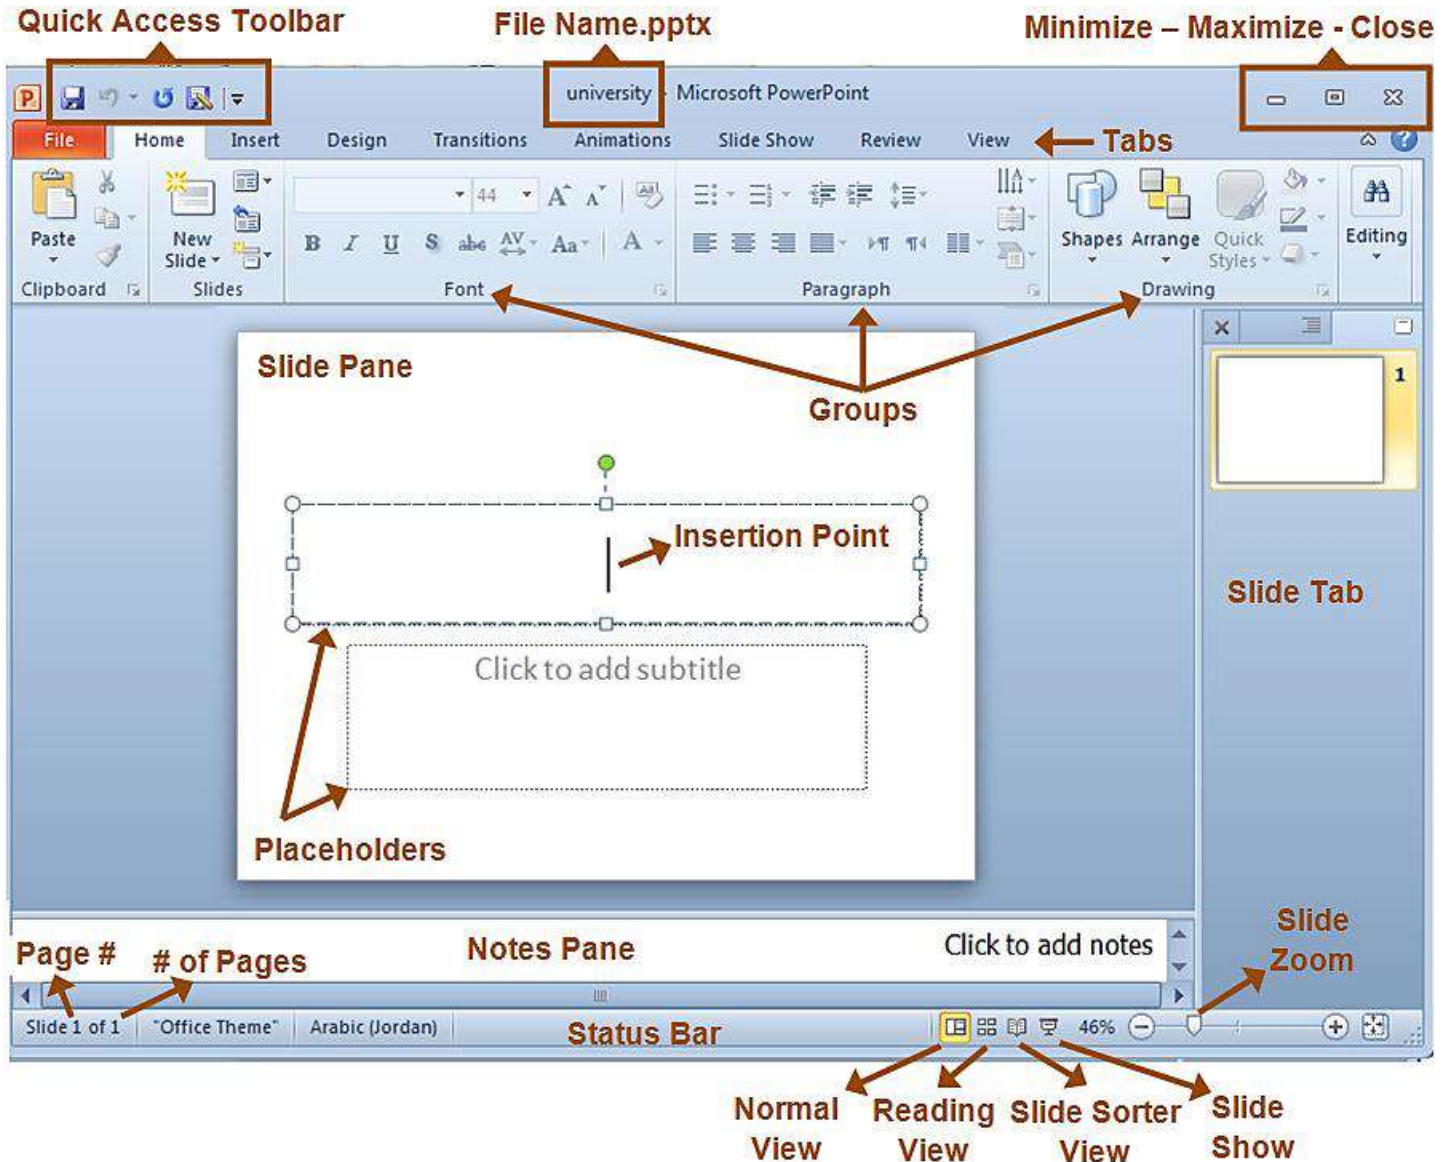 Quick Access Toolbar
File Name.pptx
Minimize – Maximize - Close
P
university - Microsoft PowerPoint
File Home Insert Design Transitions Animations Slide Show Review View
Tabs
?
44 A A Aa
Paste
New
Slide
B I U S abc AV Aa A
Shapes Arrange Quick
Styles
Editing
Clipboard Slides Font Paragraph Drawing
Slide Pane
1
Groups
Insertion Point
Slide Tab
Click to add subtitle
Placeholders
Page # # of Pages
Notes Pane
Click to add notes
Slide
Zoom
Slide 1 of 1 "Office Theme" Arabic (Jordan)
Status Bar
46%
Normal
View
Reading
View
Slide Sorter
View
Slide
Show